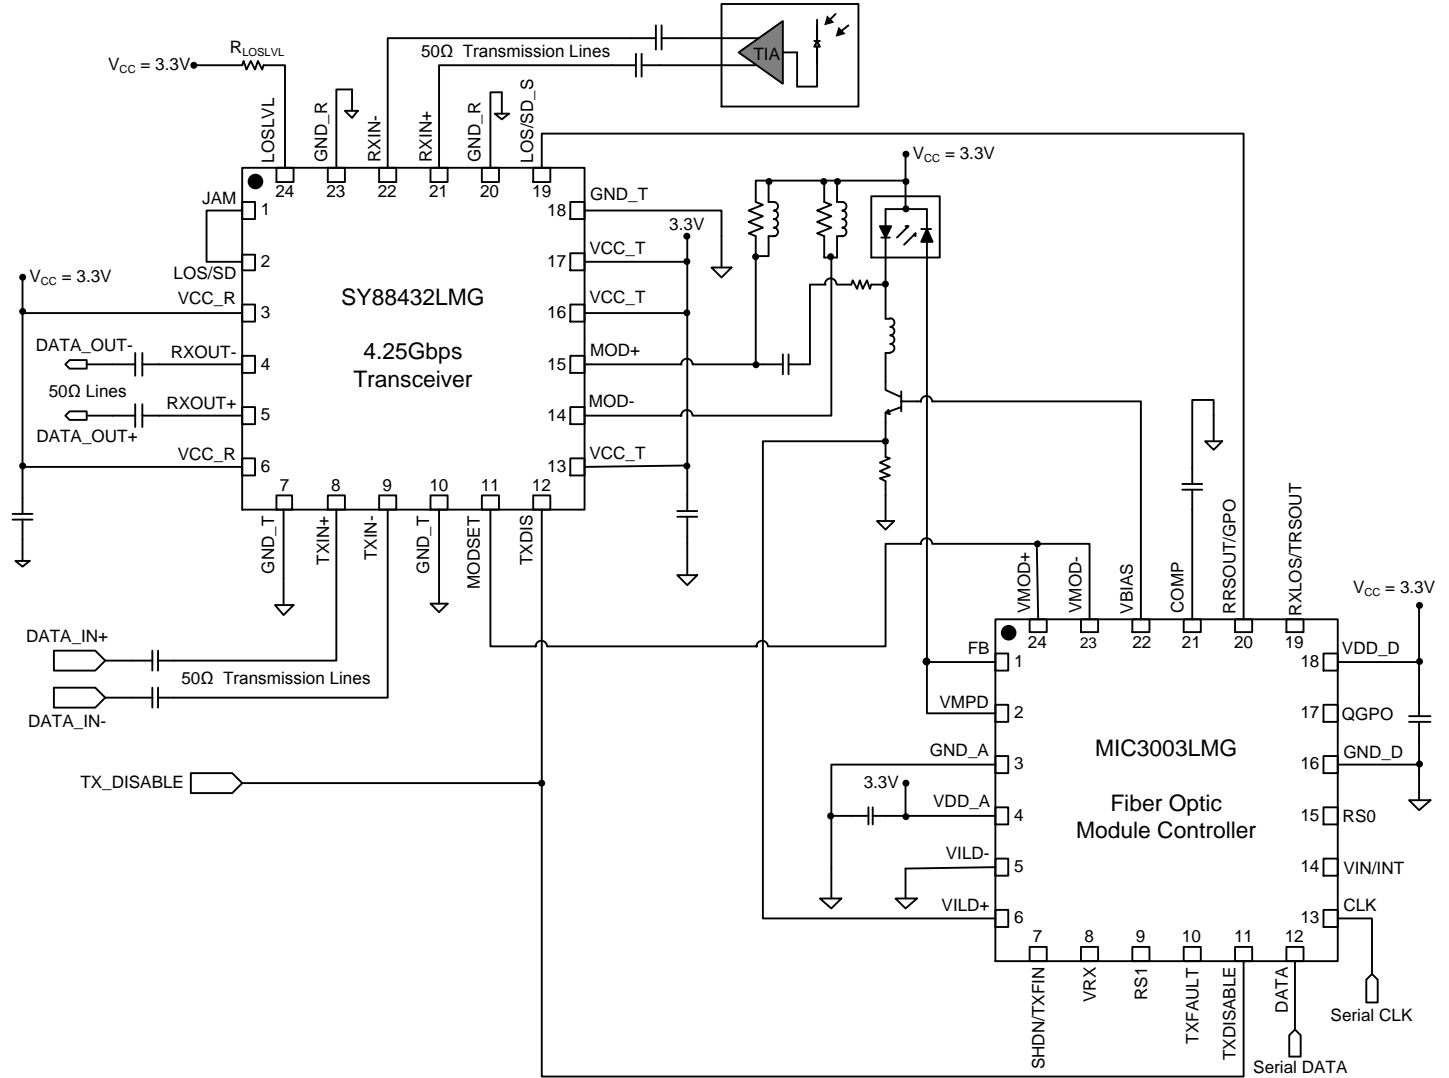 R_LOSLVL
V_CC = 3.3V
50Ω Transmission Lines
TIA
LOSLVL
GND_R
RXIN-
RXIN+
GND_R
LOS/SD_S
24
23
22
21
20
19
V_CC = 3.3V
JAM
1
18
GND_T
3.3V
2
LOS/SD
17
VCC_T
V_CC = 3.3V
VCC_R
3
SY88432LMG
16
VCC_T
DATA_OUT-
RXOUT-
4
4.25Gbps
Transceiver
15
MOD+
50Ω Lines
RXOUT+
5
14
MOD-
DATA_OUT+
VCC_R
6
13
VCC_T
7
8
9
10
11
12
GND_T
TXIN+
TXIN-
GND_T
MODSET
TXDIS
DATA_IN+
50Ω Transmission Lines
DATA_IN-
TX_DISABLE
VMOD+
VMOD-
VBIAS
COMP
RRSOUT/GPO
RXLOS/TRSOUT
V_CC = 3.3V
24
23
22
21
20
19
FB
1
18
VDD_D
VMPD
2
17
QGPO
GND_A
3
MIC3003LMG
16
GND_D
3.3V
VDD_A
4
Fiber Optic
Module Controller
15
RS0
VILD-
5
14
VIN/INT
VILD+
6
13
CLK
7
8
9
10
11
12
SHDN/TXFIN
VRX
RS1
TXFAULT
TXDISABLE
DATA
Serial CLK
Serial DATA